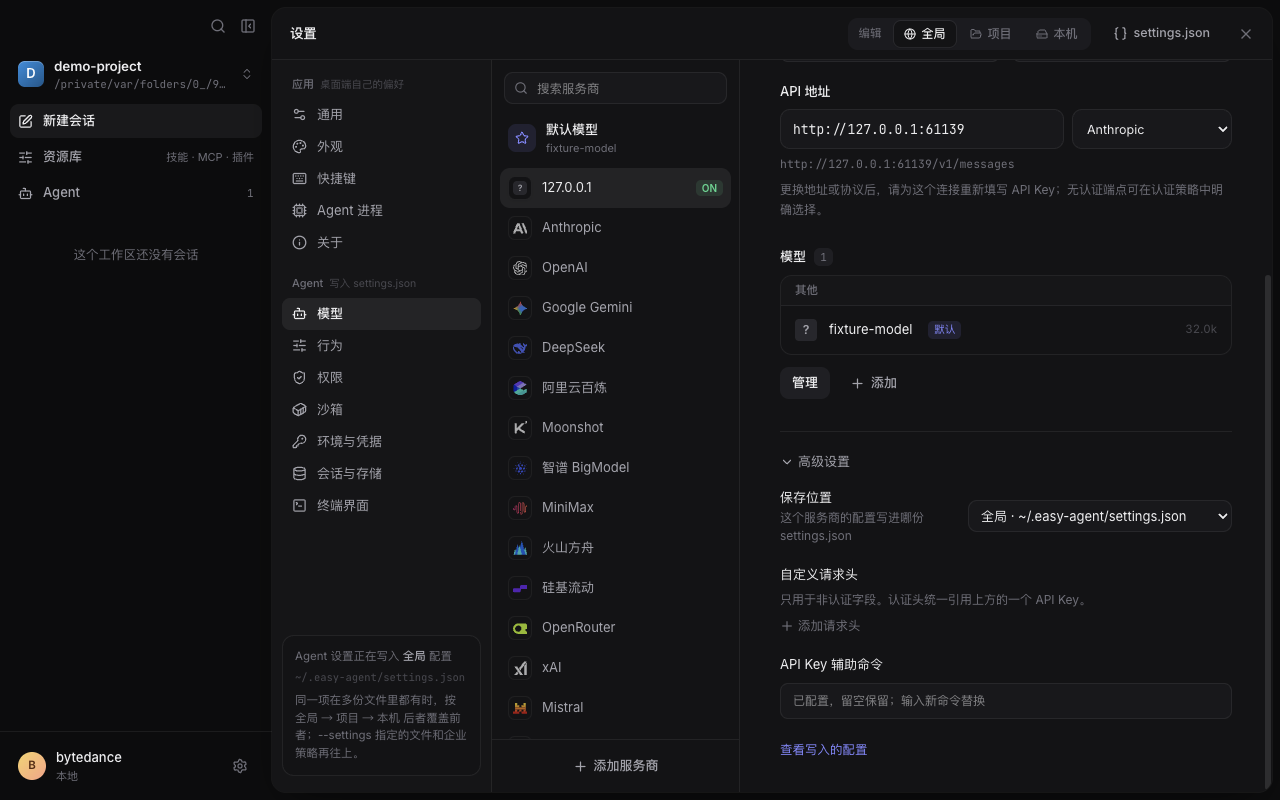 D
demo-project
/private/var/folders/0_/9…
新建会话
资源库
技能 · MCP · 插件
Agent
1
这个工作区还没有会话
B
bytedance
本地
设置
编辑
全局
项目
本机
{ } settings.json
应用 桌面端自己的偏好
通用
外观
快捷键
Agent 进程
关于
Agent 写入 settings.json
模型
行为
权限
沙箱
环境与凭据
会话与存储
终端界面
Agent 设置正在写入 全局 配置
~/.easy-agent/settings.json
同一项在多份文件里都有时，按
全局 → 项目 → 本机 后者覆盖前
者；--settings 指定的文件和企业
策略再往上。
搜索服务商
默认模型
fixture-model
? 127.0.0.1 ON
Anthropic
OpenAI
Google Gemini
DeepSeek
阿里云百炼
Moonshot
智谱 BigModel
MiniMax
火山方舟
硅基流动
OpenRouter
xAI
Mistral
添加服务商
API 地址
http://127.0.0.1:61139
Anthropic
http://127.0.0.1:61139/v1/messages
更换地址或协议后，请为这个连接重新填写 API Key；无认证端点可在认证策略中明
确选择。
模型 1
其他
? fixture-model 默认 32.0k
管理
添加
高级设置
保存位置
这个服务商的配置写进哪份
settings.json
全局 · ~/.easy-agent/settings.json
自定义请求头
只用于非认证字段。认证头统一引用上方的一个 API Key。
添加请求头
API Key 辅助命令
已配置，留空保留；输入新命令替换
查看写入的配置